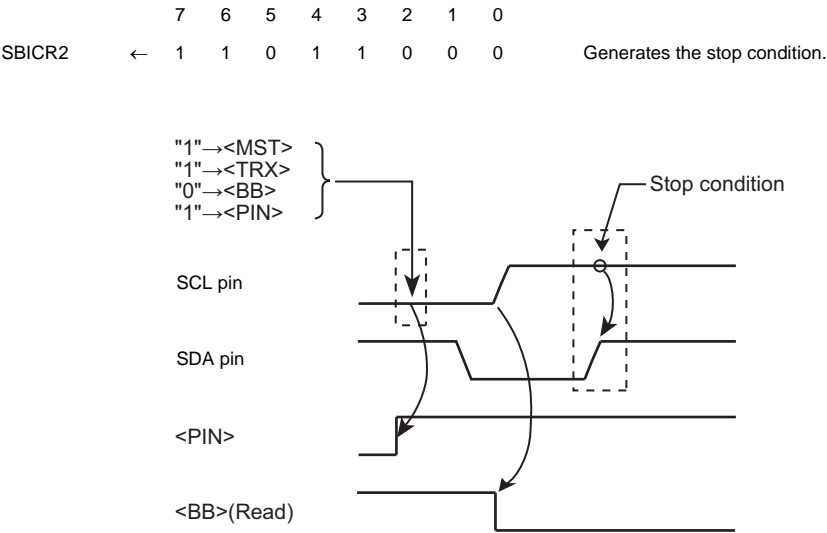 7 6 5 4 3 2 1 0
SBICR2 ← 1 1 0 1 1 0 0 0 Generates the stop condition.
"1"→<MST>
"1"→<TRX>
"0"→<BB>
"1"→<PIN>
Stop condition
SCL pin
SDA pin
<PIN>
<BB>(Read)